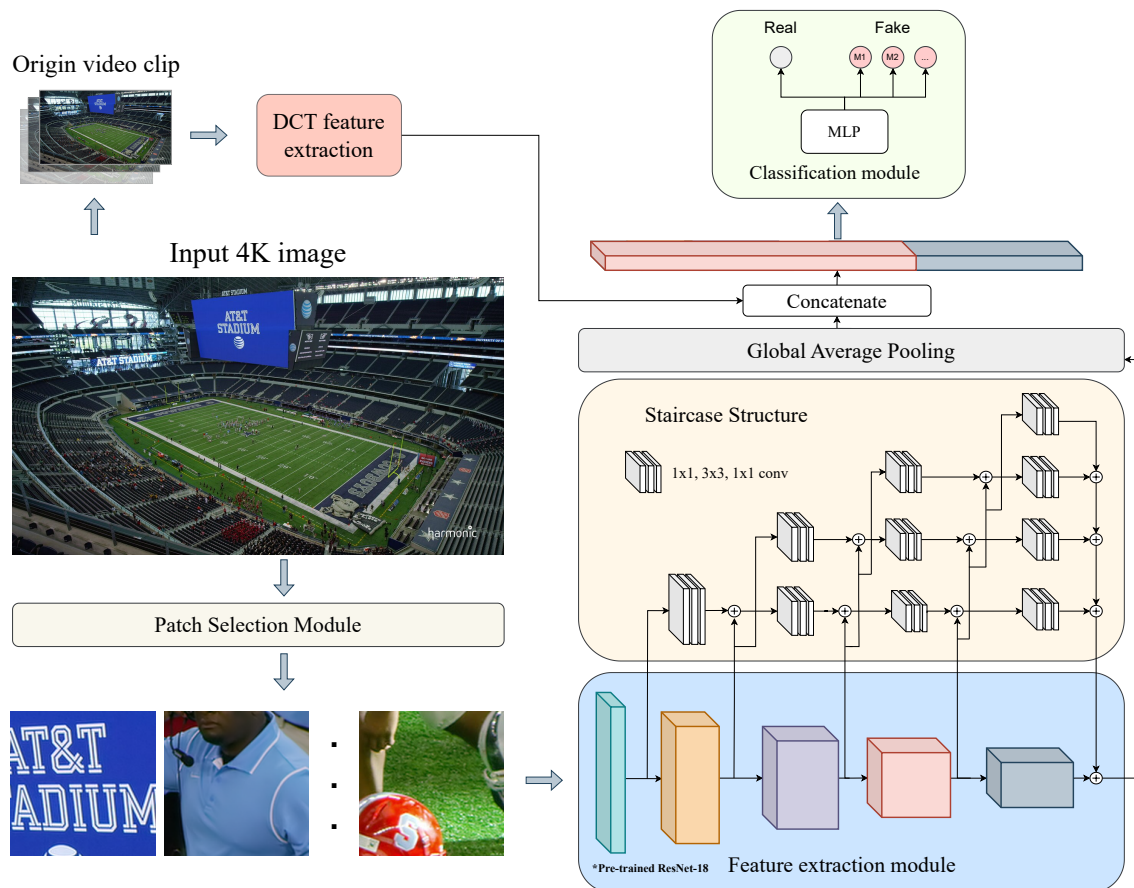 Origin video clip
DCT feature
extraction
Input 4K image
AT&T STADIUM
AT&T
STADIUM
AT&T STADIUM
harmonic
Patch Selection Module
AT&T
STADIUM
S
Real
Fake
M1
M2
...
MLP
Classification module
Concatenate
Global Average Pooling
Staircase Structure
1x1, 3x3, 1x1 conv
*Pre-trained ResNet-18
Feature extraction module